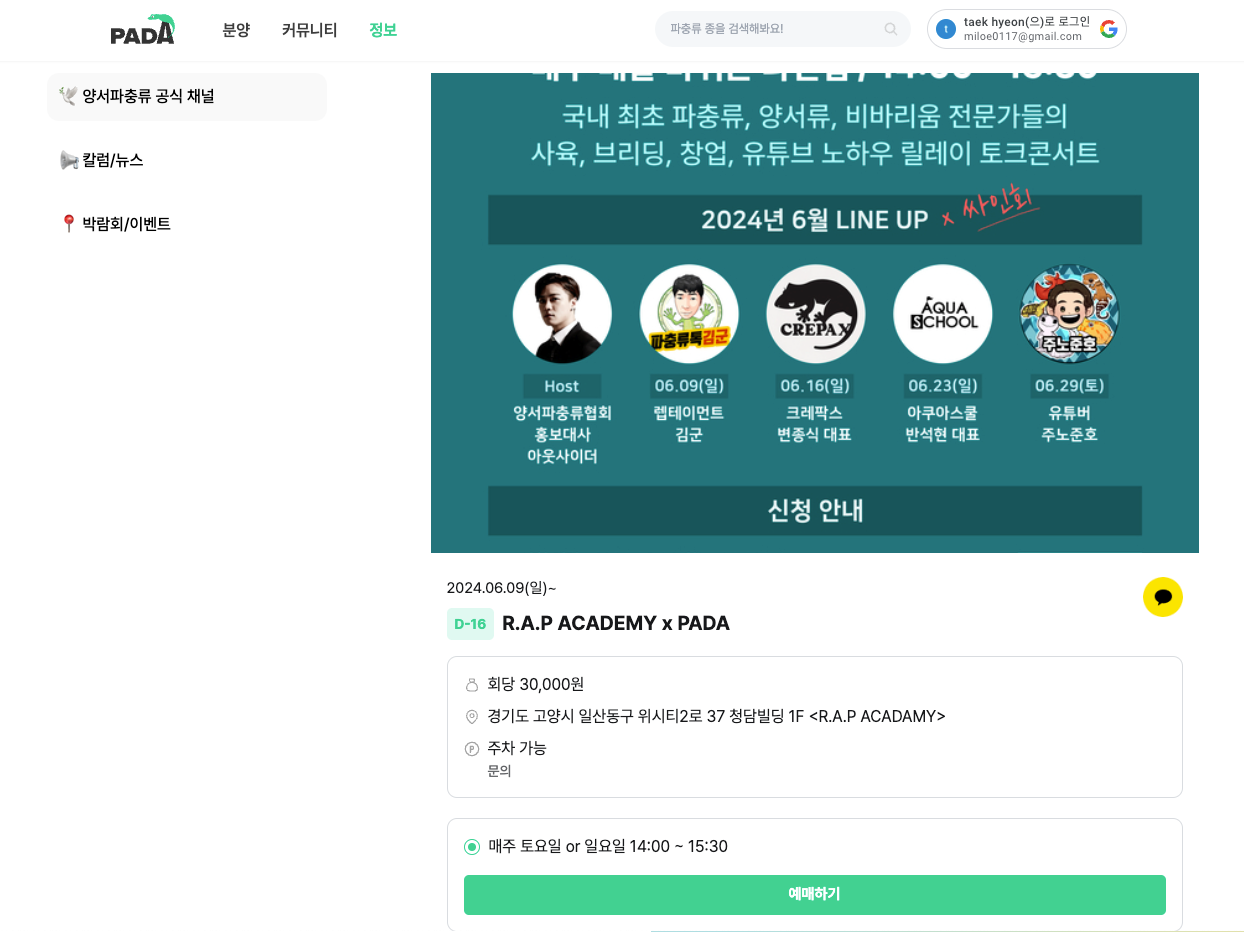 PADA
분양
커뮤니티
정보
파충류 종을 검색해봐요!
t
taek hyeon(으)로 로그인
miloe0117@gmail.com
양서파충류 공식 채널
칼럼/뉴스
박람회/이벤트
국내 최초 파충류, 양서류, 비바리움 전문가들의
사육, 브리딩, 창업, 유튜브 노하우 릴레이 토크콘서트
2024년 6월 LINE UP x 싸인회
파충류톡김군
CREPAX
AQUA
SCHOOL
주노준호
Host
양서파충류협회
홍보대사
아웃사이더
06.09(일)
렙테이먼트
김군
06.16(일)
크레팍스
변종식 대표
06.23(일)
아쿠아스쿨
반석현 대표
06.29(토)
유튜버
주노준호
신청 안내
2024.06.09(일)~
D-16 R.A.P ACADEMY x PADA
회당 30,000원
경기도 고양시 일산동구 위시티2로 37 청담빌딩 1F <R.A.P ACADAMY>
P 주차 가능
문의
매주 토요일 or 일요일 14:00 ~ 15:30
예매하기